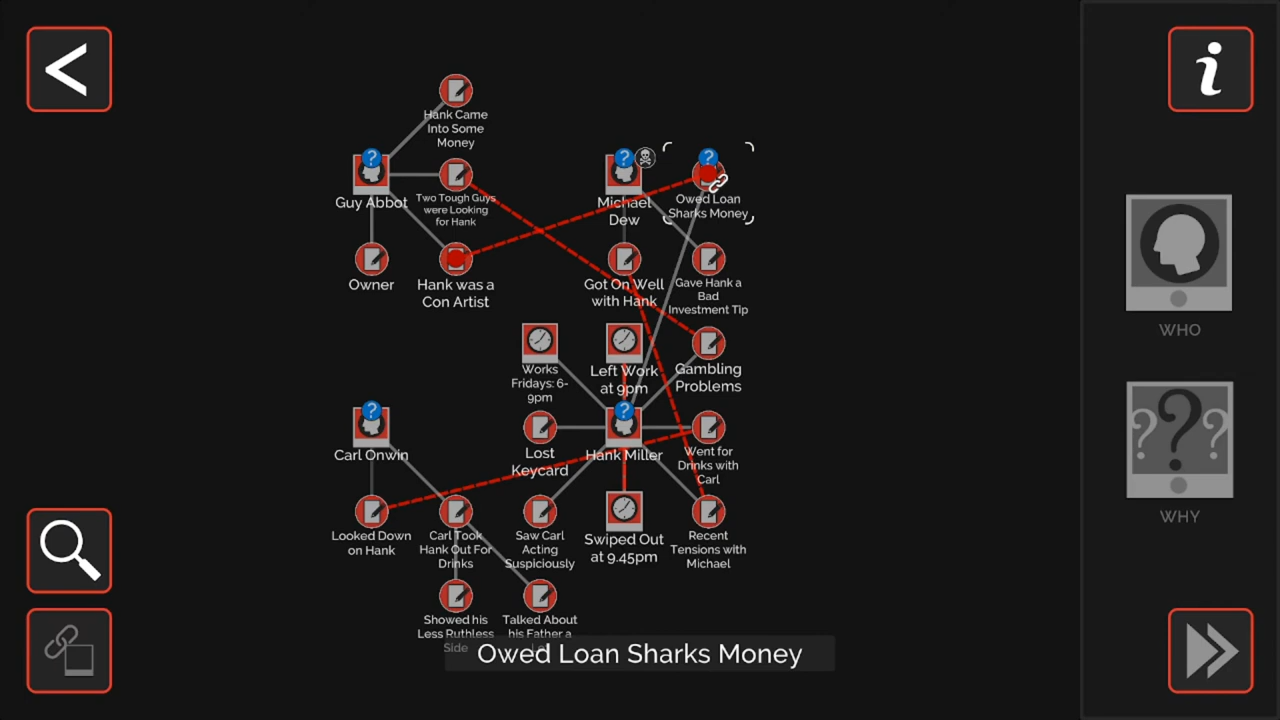 Hank Came
Into Some
Money
Guy Abbot
Two Tough Guys
were Looking
for Hank
Michael
Dew
Owed Loan
Sharks Money
Owner
Hank was a
Con Artist
Got On Well
with Hank
Gave Hank a
Bad
Investment Tip
Works
Fridays: 6-
9pm
Left Work
at 9pm
Gambling
Problems
Carl Onwin
Lost
Keycard
Hank Miller
Went for
Drinks with
Carl
Looked Down
on Hank
Carl Took
Hank Out For
Drinks
Saw Carl
Acting
Suspiciously
Swiped Out
at 9.45pm
Recent
Tensions with
Michael
Showed his
Less Ruthless
Side
Talked About
his Father a
Owed Loan Sharks Money
WHO
WHY